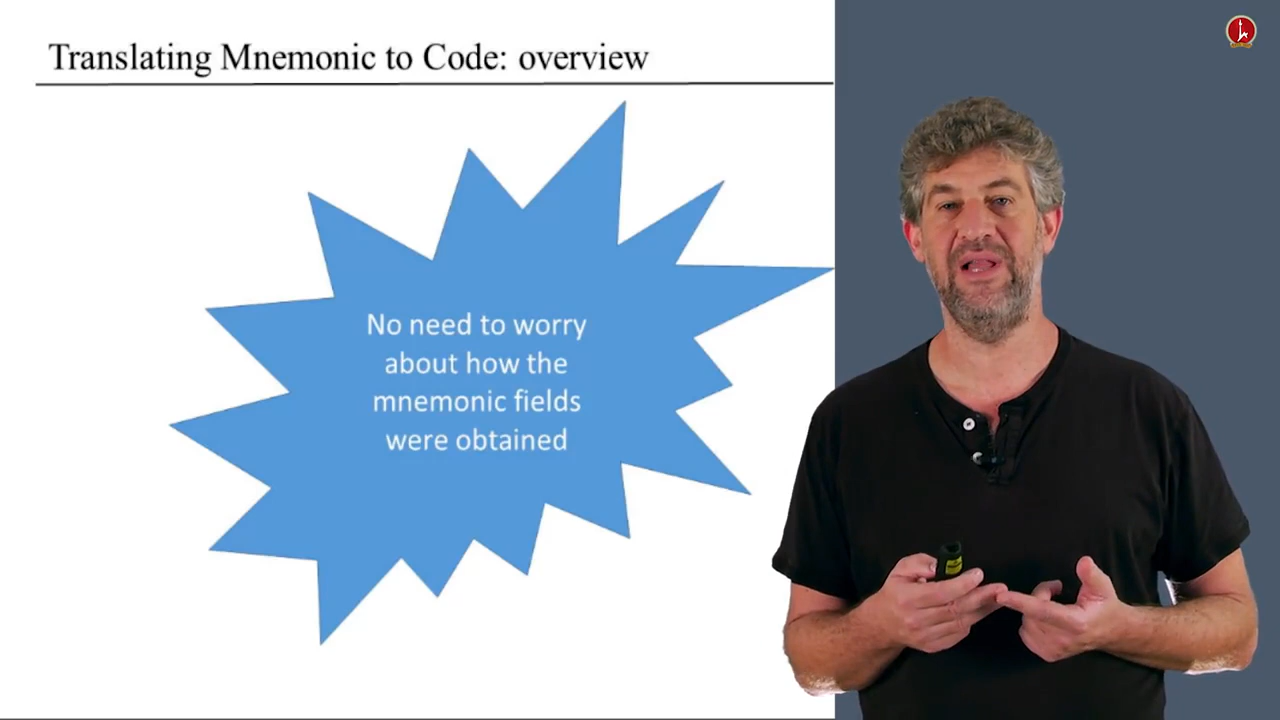 Translating Mnemonic to Code: overview
No need to worry
about how the
mnemonic fields
were obtained